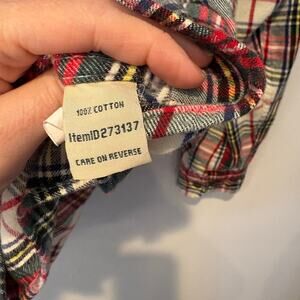 100% COTTON
ItemID273137
CARE ON REVERSE